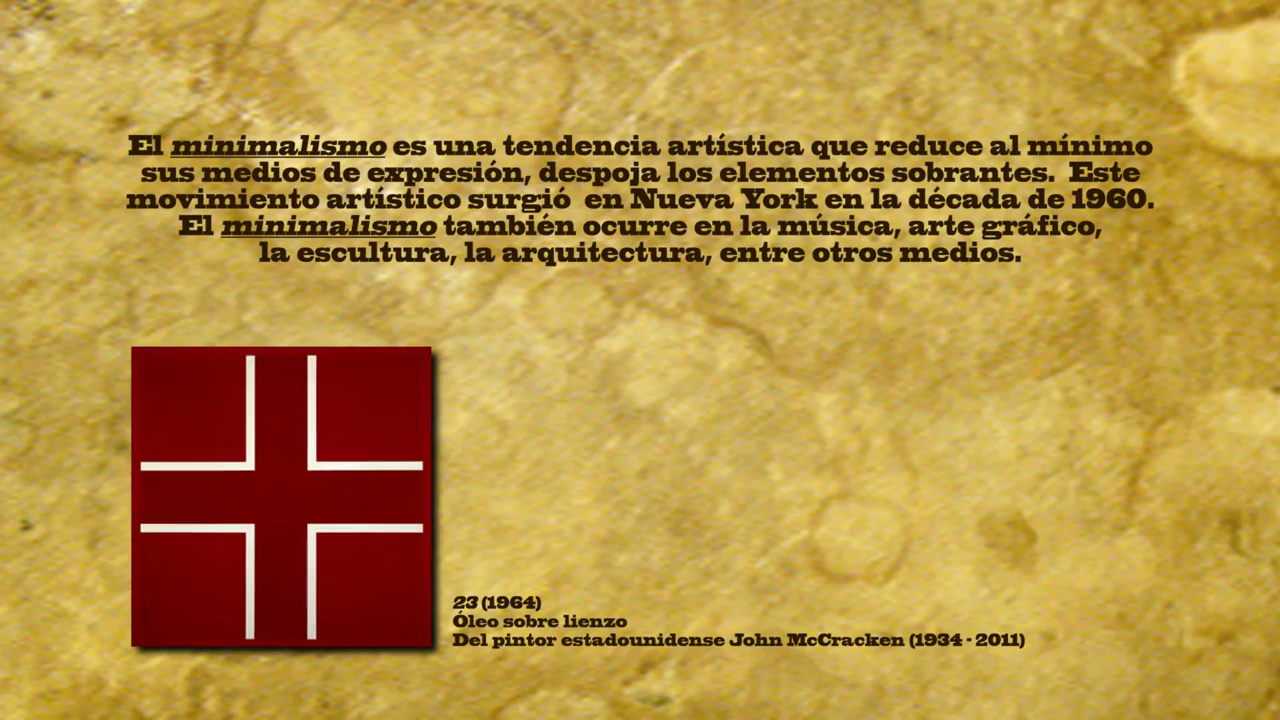 El minimalismo es una tendencia artística que reduce al mínimo
sus medios de expresión, despoja los elementos sobrantes.  Este
movimiento artístico surgió  en Nueva York en la década de 1960.
El minimalismo también ocurre en la música, arte gráfico,
la escultura, la arquitectura, entre otros medios.
23 (1964)
Óleo sobre lienzo
Del pintor estadounidense John McCracken (1934 - 2011)